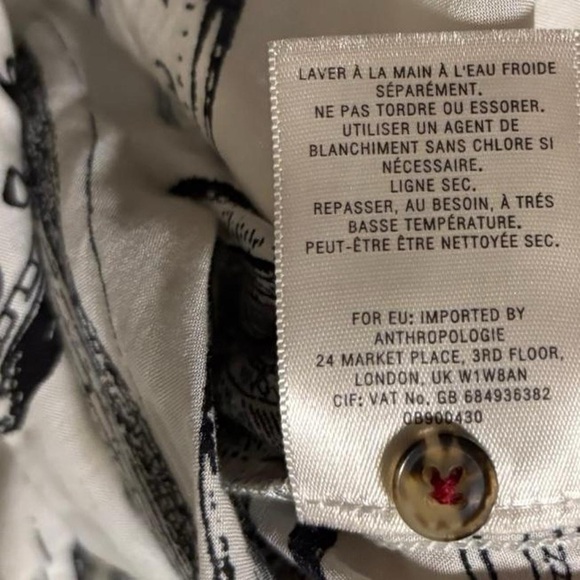 LAVER À LA MAIN À L'EAU FROIDE
SÉPARÉMENT.
NE PAS TORDRE OU ESSORER.
UTILISER UN AGENT DE
BLANCHIMENT SANS CHLORE SI
NÉCESSAIRE.
LIGNE SEC.
REPASSER, AU BESOIN, À TRÉS
BASSE TEMPÉRATURE.
PEUT-ÊTRE ÊTRE NETTOYÉE SEC.
FOR EU: IMPORTED BY
ANTHROPOLOGIE
24 MARKET PLACE, 3RD FLOOR,
LONDON, UK W1W8AN
CIF: VAT No. GB 684936382
0B900430